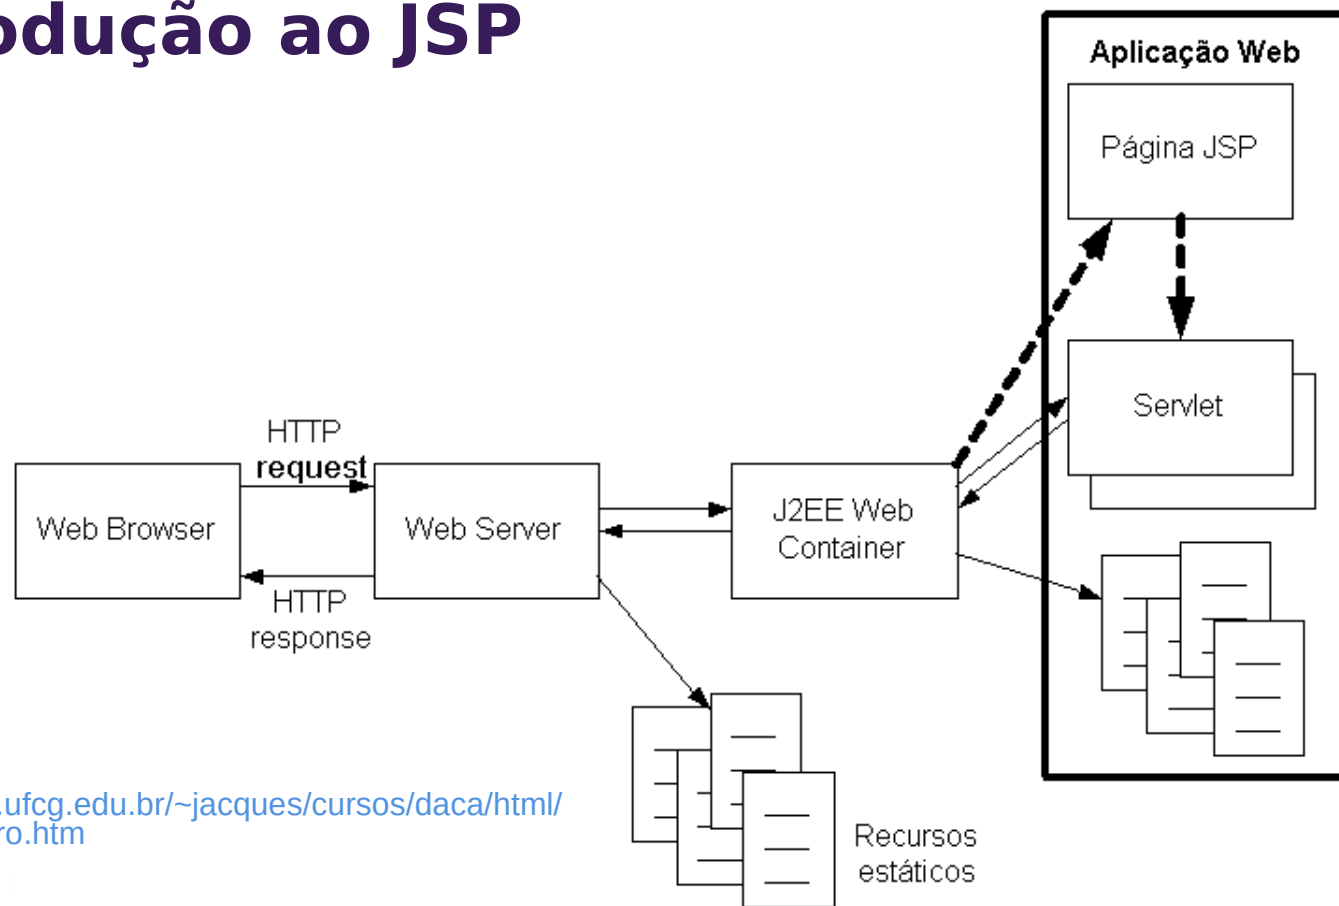 odução ao JSP
Aplicação Web
Página JSP
Servlet
HTTP
request
Web Browser
Web Server
J2EE Web
Container
HTTP
response
.ufcg.edu.br/~jacques/cursos/daca/html/
ro.htm
Recursos
estáticos